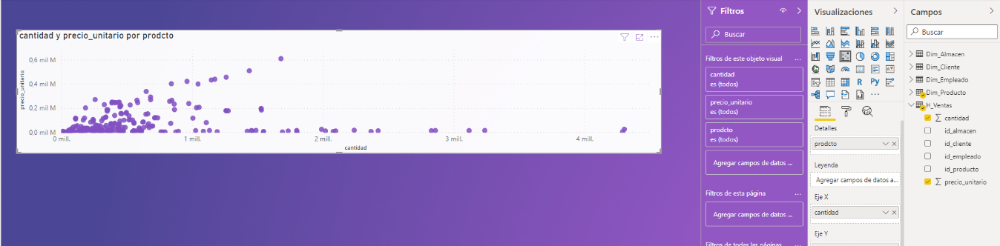 cantidad y precio_unitario por prodcto
precio_unitario
0,6 mil M
0,4 mil M
0,2 mil M
0,0 mil M
0 mill.
1 mill.
2 mill.
3 mill.
4 mill.
cantidad
Filtros
Buscar
Filtros de este objeto visual
...
cantidad
es (todos)
precio_unitario
es (todos)
prodcto
es (todos)
Agregar campos de datos ...
Filtros de esta página
...
Agregar campos de datos ...
Filtros de todas las páginas
...
Visualizaciones
R
Py
...
Detalles
prodcto
Leyenda
Agregar campos de datos a...
Eje X
cantidad
Eje Y
Campos
Buscar
Dim_Almacen
Dim_Cliente
Dim_Empleado
Dim_Producto
H_Ventas
∑ cantidad
id_almacen
id_cliente
id_empleado
id_producto
∑ precio_unitario